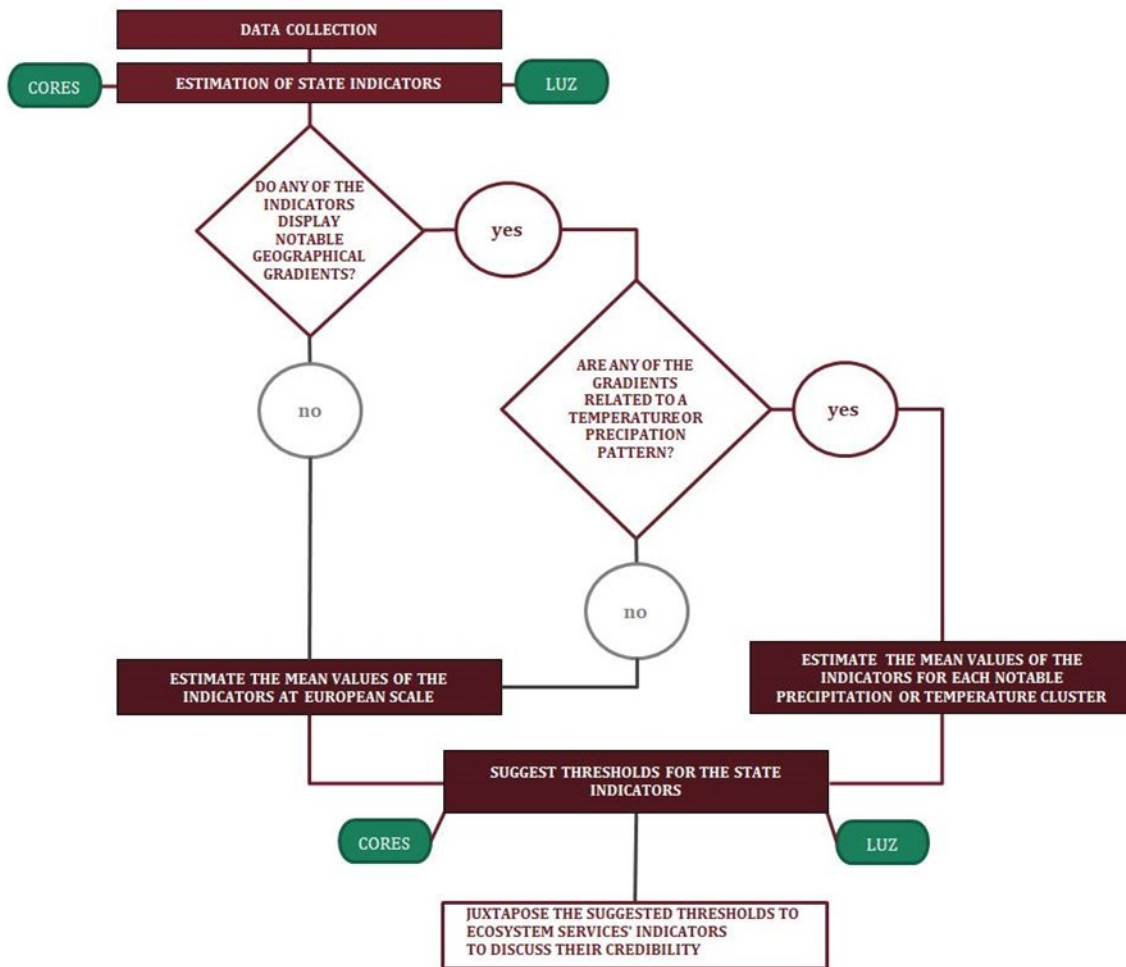 DATA COLLECTION
CORES
ESTIMATION OF STATE INDICATORS
LUZ
DO ANY OF THE
INDICATORS
DISPLAY
NOTABLE
GEOGRAPHICAL
GRADIENTS?
yes
no
ARE ANY OF THE
GRADIENTS
RELATED TO A
TEMPERATURE OR
PRECIPATION
PATTERN?
yes
no
ESTIMATE THE MEAN VALUES OF THE
INDICATORS AT EUROPEAN SCALE
ESTIMATE THE MEAN VALUES OF THE
INDICATORS FOR EACH NOTABLE
PRECIPITATION OR TEMPERATURE CLUSTER
SUGGEST THRESHOLDS FOR THE STATE
INDICATORS
CORES
LUZ
JUXTAPOSE THE SUGGESTED THRESHOLDS TO
ECOSYSTEM SERVICES' INDICATORS
TO DISCUSS THEIR CREDIBILITY